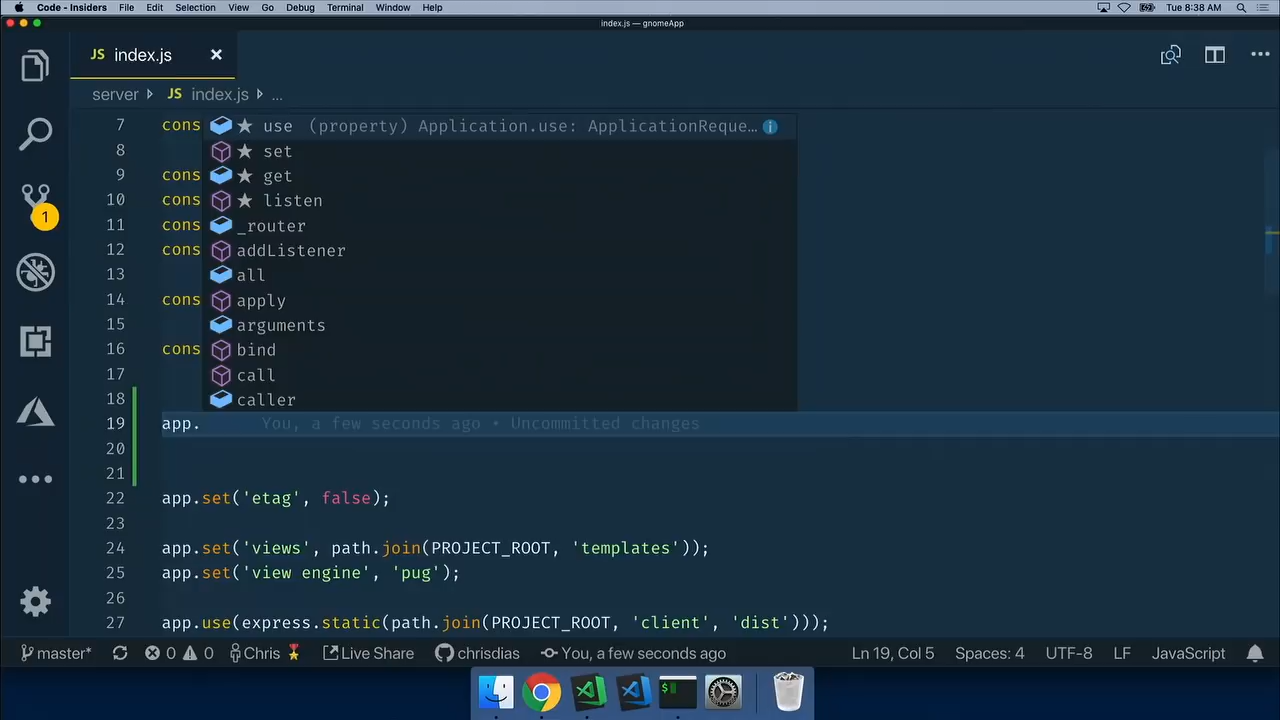 Code - Insiders File Edit Selection View Go Debug Terminal Window Help Tue 8:38 AM
index.js — gnomeApp
JS index.js
server JS index.js ...
7 cons ★ use (property) Application.use: ApplicationReque…
8 ★ set
9 cons ★ get
10 cons ★ listen
11 cons _router
12 cons addListener
13 all
14 cons apply
15 arguments
16 cons bind
17 call
18 caller
19 app. You, a few seconds ago • Uncommitted changes
1
20
21
22 app.set('etag', false);
23
24 app.set('views', path.join(PROJECT_ROOT, 'templates'));
25 app.set('view engine', 'pug');
26
27 app.use(express.static(path.join(PROJECT_ROOT, 'client', 'dist')));
master* 0 0 Chris Live Share chrisdias You, a few seconds ago Ln 19, Col 5 Spaces: 4 UTF-8 LF JavaScript
$